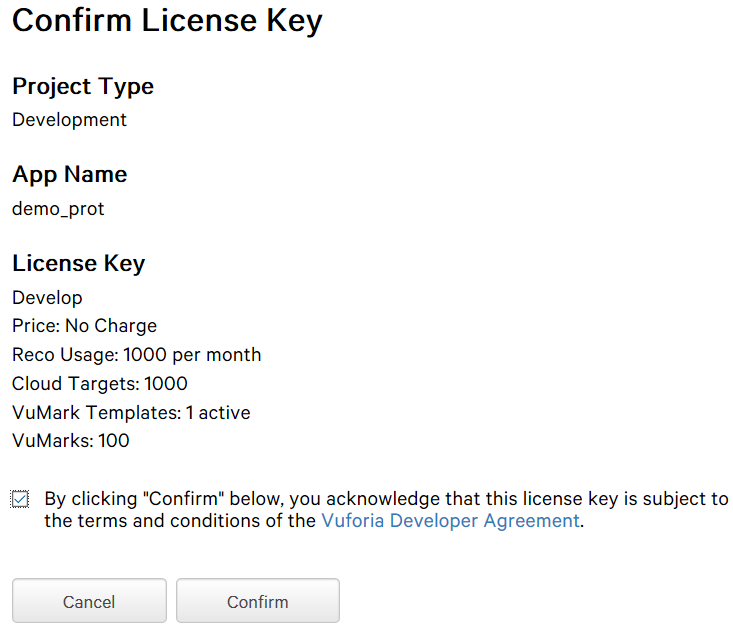 Confirm License Key
Project Type
Development
App Name
demo_prot
License Key
Develop
Price: No Charge
Reco Usage: 1000 per month
Cloud Targets: 1000
VuMark Templates: 1 active
VuMarks: 100
By clicking "Confirm" below, you acknowledge that this license key is subject to
the terms and conditions of the Vuforia Developer Agreement.
Cancel
Confirm